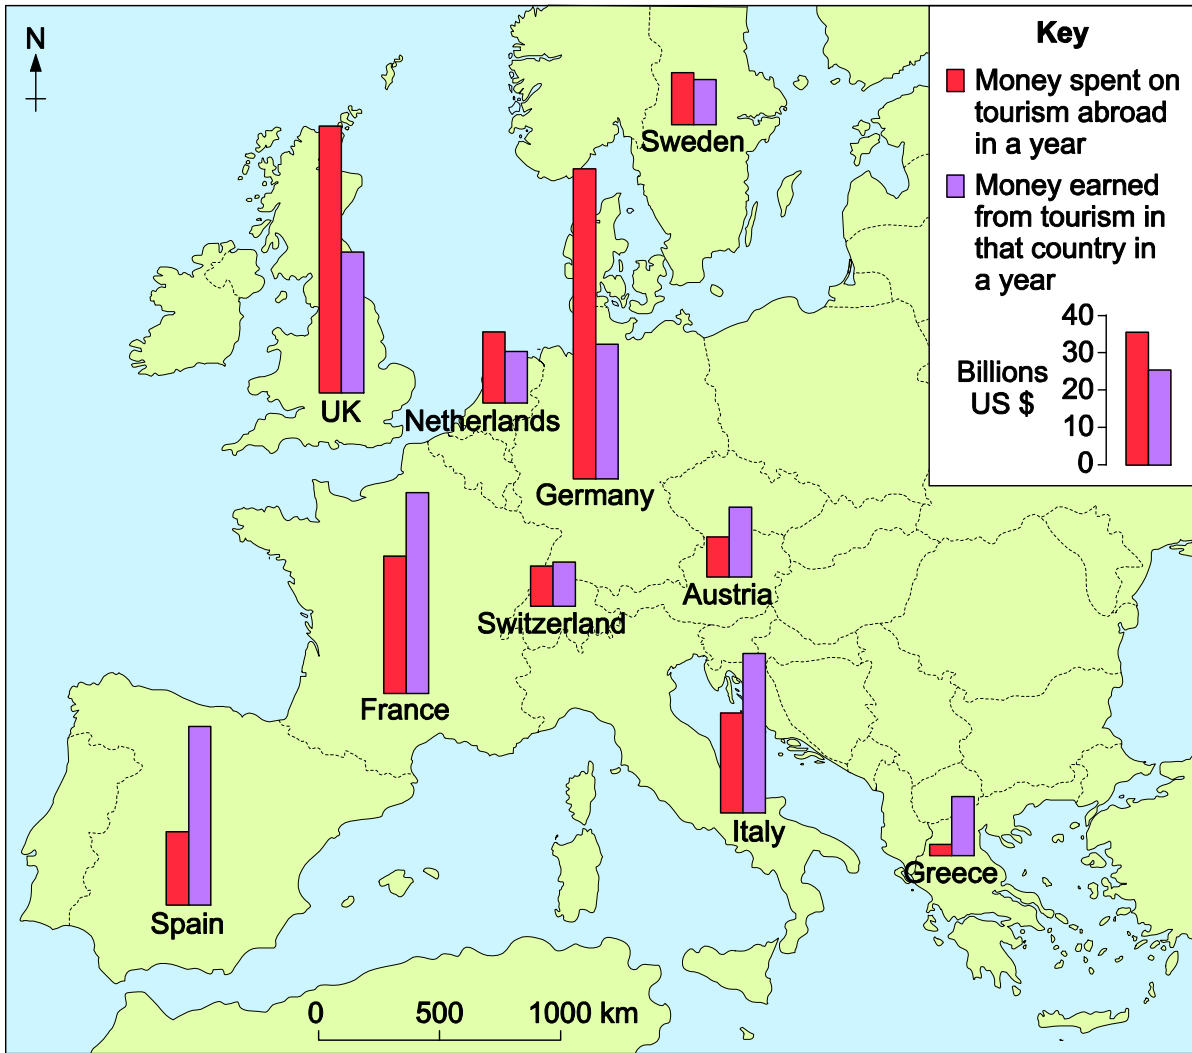 N
Key
Money spent on
tourism abroad
in a year
Money earned
from tourism in
that country in
a year
40
30
20
10
0
Billions
US $
Sweden
UK
Netherlands
Germany
Austria
Switzerland
France
Italy
Greece
Spain
0 500 1000 km